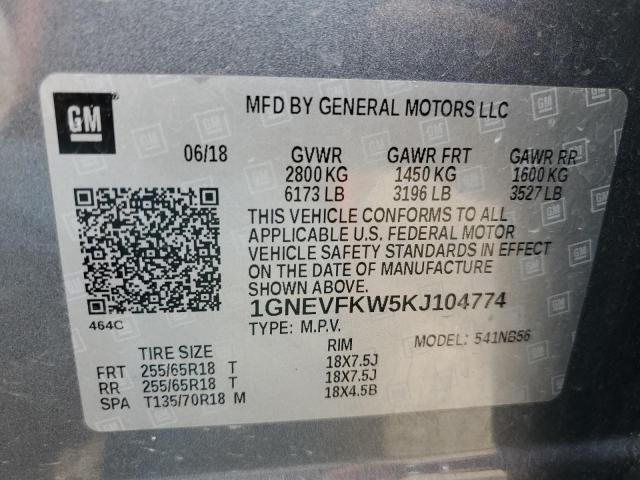 GM
MFD BY GENERAL MOTORS LLC
06/18 GVWR GAWR FRT GAWR RR
2800 KG 1450 KG 1600 KG
6173 LB 3196 LB 3527 LB
THIS VEHICLE CONFORMS TO ALL
APPLICABLE U.S. FEDERAL MOTOR
VEHICLE SAFETY STANDARDS IN EFFECT
ON THE DATE OF MANUFACTURE
SHOWN ABOVE.
1GNEVFKW5KJ104774
464C
TYPE: M.P.V. MODEL: 541NB56
TIRE SIZE RIM
FRT 255/65R18 T 18X7.5J
RR 255/65R18 T 18X7.5J
SPA T135/70R18 M 18X4.5B